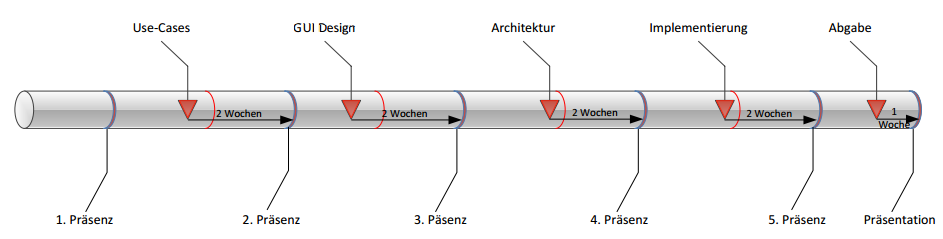 Use-Cases
GUI Design
Architektur
Implementierung
Abgabe
2 Wochen
2 Wochen
2 Wochen
2 Wochen
1
Woche
1. Präsenz
2. Präsenz
3. Päsenz
4. Präsenz
5. Präsenz
Präsentation